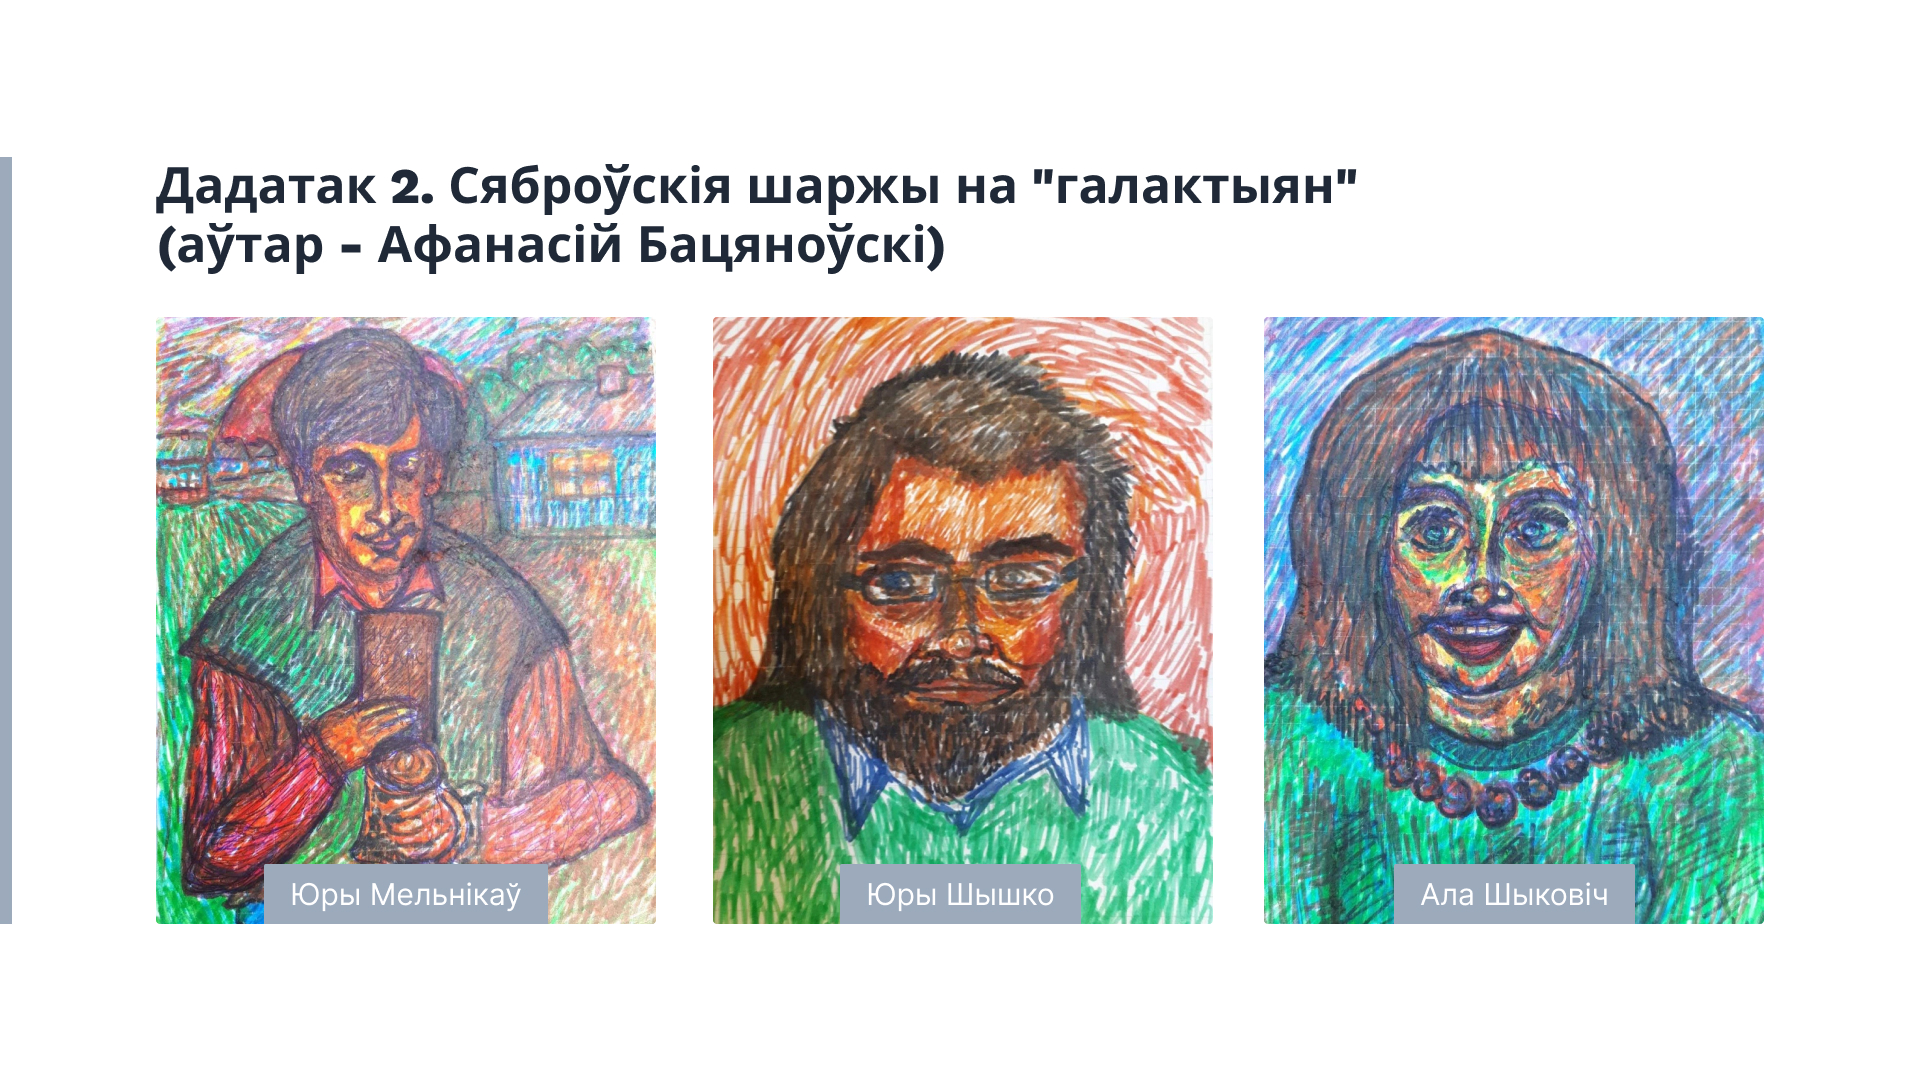 Дадатак 2. Сяброўскія шаржы на "галактыян"
(аўтар - Афанасій Бацяноўскі)
Юры Мельнікаў
Юры Шышко
Ала Шыковіч